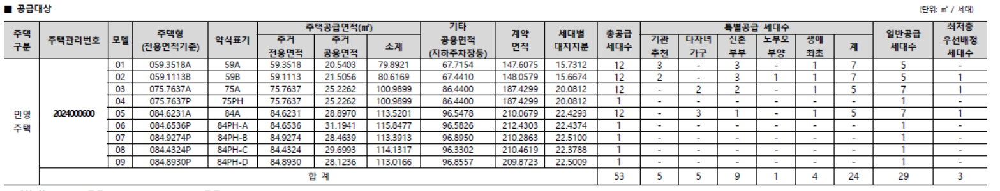 ■ 공급대상
(단위: ㎡ / 세대)
주택구분 주택관리번호 모델 주택형(전용면적기준) 약식표기 주택공급면적(㎡) 기타공용면적(지하주차장등) 계약면적 세대별대지지분 총공급세대수 특별공급 세대수 일반공급세대수 최저층우선배정세대수
주거전용면적 주거공용면적 소계 기관추천 다자녀가구 신혼부부 노부모부양 생애최초 계
민영주택 2024000600
01 059.3518A 59A 59.3518 20.5403 79.8921 67.7154 147.6075 15.7312 12 3 - 3 - 1 7 5 -
02 059.1113B 59B 59.1113 21.5056 80.6169 67.4410 148.0579 15.6674 12 2 - 3 1 1 7 5 1
03 075.7637A 75A 75.7637 25.2262 100.9899 86.4400 187.4299 20.0812 12 - 2 2 - 1 5 7 1
04 075.7637P 75PH 75.7637 25.2262 100.9899 86.4400 187.4299 20.0812 1 - - - - - - 1 -
05 084.6231A 84A 84.6231 28.8970 113.5201 96.5478 210.0679 22.4293 12 - 3 1 - 1 5 7 1
06 084.6536P 84PH-A 84.6536 31.1941 115.8477 96.5826 212.4303 22.4374 1 - - - - - - 1 -
07 084.9274P 84PH-B 84.9274 28.4639 113.3913 96.8950 210.2863 22.5100 1 - - - - - - 1 -
08 084.4324P 84PH-C 84.4324 29.6993 114.1317 96.3302 210.4619 22.3788 1 - - - - - - 1 -
09 084.8930P 84PH-D 84.8930 28.1236 113.0166 96.8557 209.8723 22.5009 1 - - - - - - 1 -
합 계 53 5 5 9 1 4 24 29 3